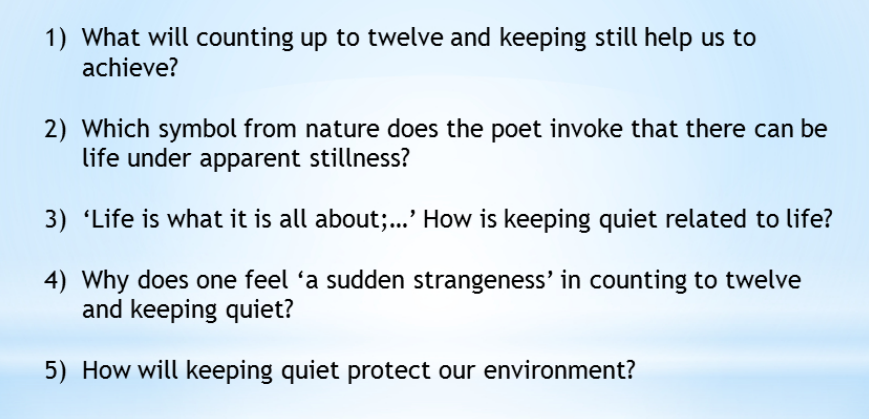 1) What will counting up to twelve and keeping still help us to
achieve?
2) Which symbol from nature does the poet invoke that there can be
life under apparent stillness?
3) ‘Life is what it is all about;...’ How is keeping quiet related to life?
4) Why does one feel ‘a sudden strangeness’ in counting to twelve
and keeping quiet?
5) How will keeping quiet protect our environment?